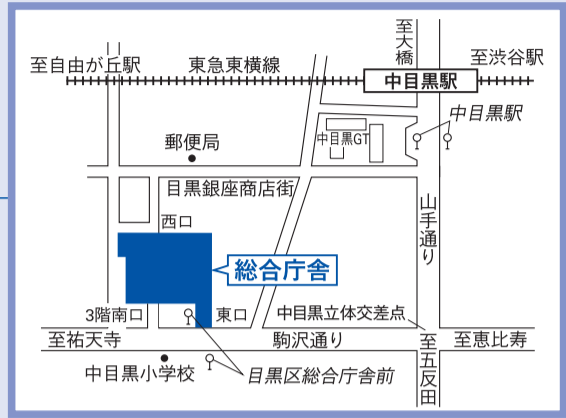 至大橋
至自由が丘駅
東急東横線
至渋谷駅
中目黒駅
中目黒駅
中目黒GT
郵便局
目黒銀座商店街
山手通り
西口
総合庁舎
3階南口
東口
中目黒立体交差点
至祐天寺
駒沢通り
至五反田
至恵比寿
中目黒小学校
目黒区総合庁舎前